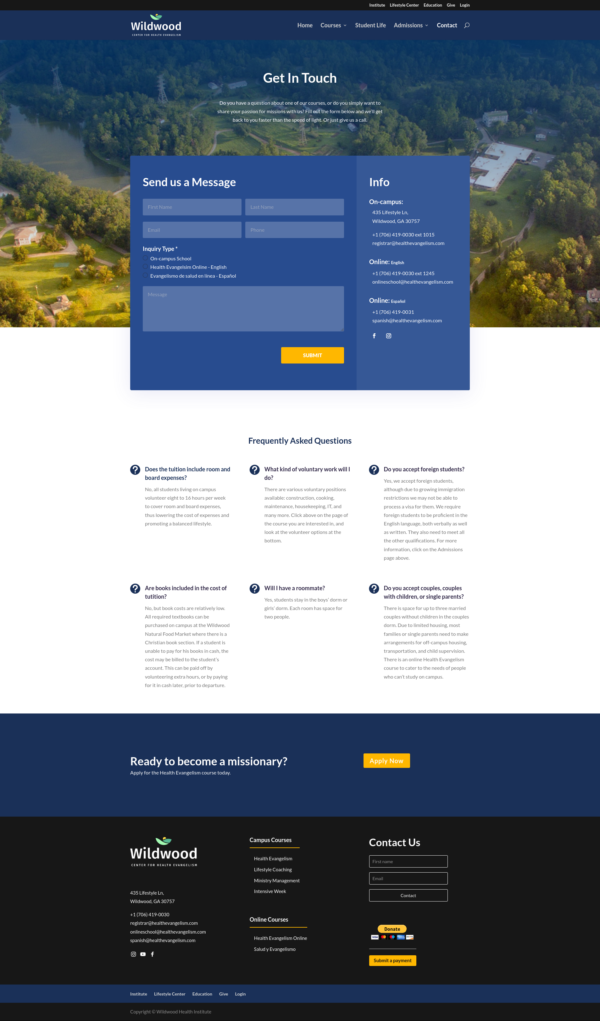 Institute Lifestyle Center Education Give Login
Wildwood
CENTER FOR HEALTH EVANGELISM
Home Courses Student Life Admissions Contact
Get In Touch
Do you have a question about one of our courses, or do you simply want to
share your passion for missions with us? Fill out the form below and we'll get
back to you faster than the speed of light. Or just give us a call.
Send us a Message
First Name Last Name
Email Phone
Inquiry Type *
On-campus School
Health Evangelism Online - English
Evangelismo de salud en línea - Español
Message
SUBMIT
Info
On-campus:
435 Lifestyle Ln,
Wildwood, GA 30757
+1 (706) 419-0030 ext 1015
registrar@healthevangelism.com
Online: English
+1 (706) 419-0030 ext 1245
onlineschool@healthevangelism.com
Online: Español
+1 (706) 419-0031
spanish@healthevangelism.com
Frequently Asked Questions
Does the tuition include room and
board expenses?
No, all students living on campus
volunteer eight to 16 hours per week
to cover room and board expenses,
thus lowering the cost of expenses and
promoting a balanced lifestyle.
What kind of voluntary work will I
do?
There are various voluntary positions
available: construction, cooking,
maintenance, housekeeping, IT, and
many more. Click above on the page of
the course you are interested in, and
look at the volunteer options at the
bottom.
Do you accept foreign students?
Yes, we accept foreign students,
although due to growing immigration
restrictions we may not be able to
process a visa for them. We require
foreign students to be proficient in the
English language, both verbally, as well
as written. They also need to meet all
the other qualifications. For more
information, click on the Admissions
page above.
Are books included in the cost of
tutition?
No, but book costs are relatively low.
All required textbooks can be
purchased on campus at the Wildwood
Natural Food Market where there is a
Christian book section. If a student is
unable to pay for his books in cash, the
cost may be billed to the student's
account. This can be paid off by
volunteering extra hours, or by paying
for it in cash later, prior to departure.
Will I have a roommate?
Yes, students stay in the boys' dorm or
girls' dorm. Each room has space for
two people.
Do you accept couples, couples
with children, or single parents?
There is space for up to three married
couples without children in the couples
dorm. Due to limited housing, most
families or single parents need to make
arrangements for off-campus housing,
transportation, and child supervision.
There is an online Health Evangelism
course to cater to the needs of people
who can't study on campus.
Ready to become a missionary?
Apply for the Health Evangelism course today.
Apply Now
Wildwood
CENTER FOR HEALTH EVANGELISM
435 Lifestyle Ln,
Wildwood, GA 30757
+1 (706) 419-0030
registrar@healthevangelism.com
onlineschool@healthevangelism.com
spanish@healthevangelism.com
Campus Courses
Health Evangelism
Lifestyle Coaching
Ministry Management
Intensive Week
Online Courses
Health Evangelism Online
Salud y Evangelismo
Contact Us
First name
Email
Contact
Donate
Submit a payment
Institute Lifestyle Center Education Give Login
Copyright © Wildwood Health Institute